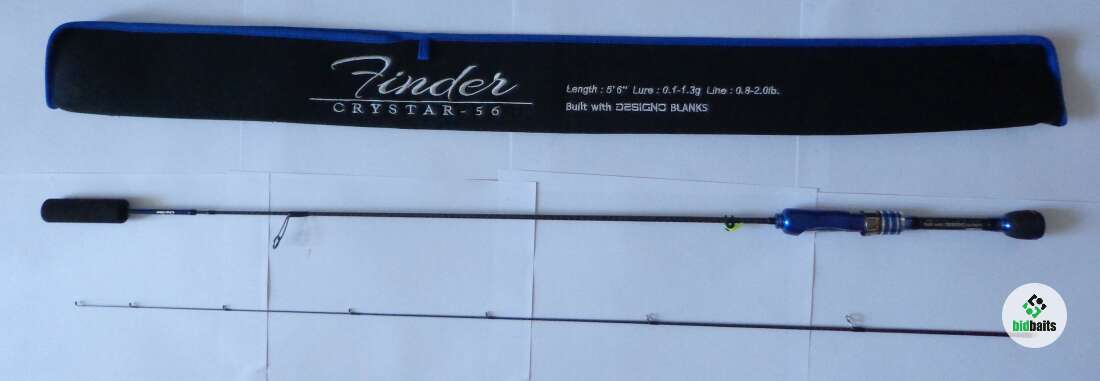 Finder
CRYSTAR-56
Length : 5'6" Lure : 0.1-1.3g Line : 0.8-2.0lb.
Built with DESIGNO BLANKS
bidbaits